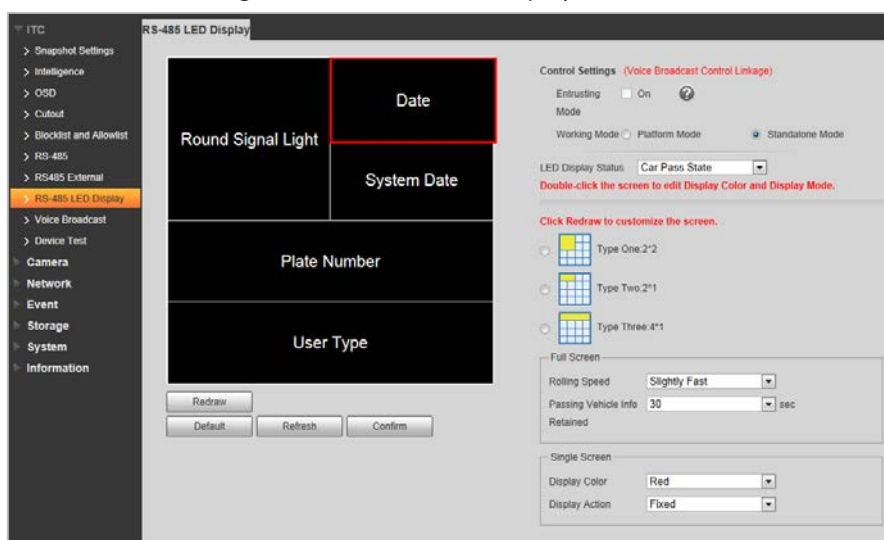 ITC
Snapshot Settings
Intelligence
OSD
Cutout
Blocklist and Allowlist
RS-485
RS485 External
RS-485 LED Display
Voice Broadcast
Device Test
Camera
Network
Event
Storage
System
Information
RS-485 LED Display
Round Signal Light
Date
System Date
Plate Number
User Type
Redraw
Default Refresh Confirm
Control Settings (Voice Broadcast Control Linkage)
Entrusting On
Mode
Working Mode Platform Mode Standalone Mode
LED Display Status Car Pass State
Double-click the screen to edit Display Color and Display Mode.
Click Redraw to customize the screen.
Type One:2*2
Type Two:2*1
Type Three:4*1
Full Screen
Rolling Speed Slightly Fast
Passing Vehicle Info 30 sec
Retained
Single Screen
Display Color Red
Display Action Fixed